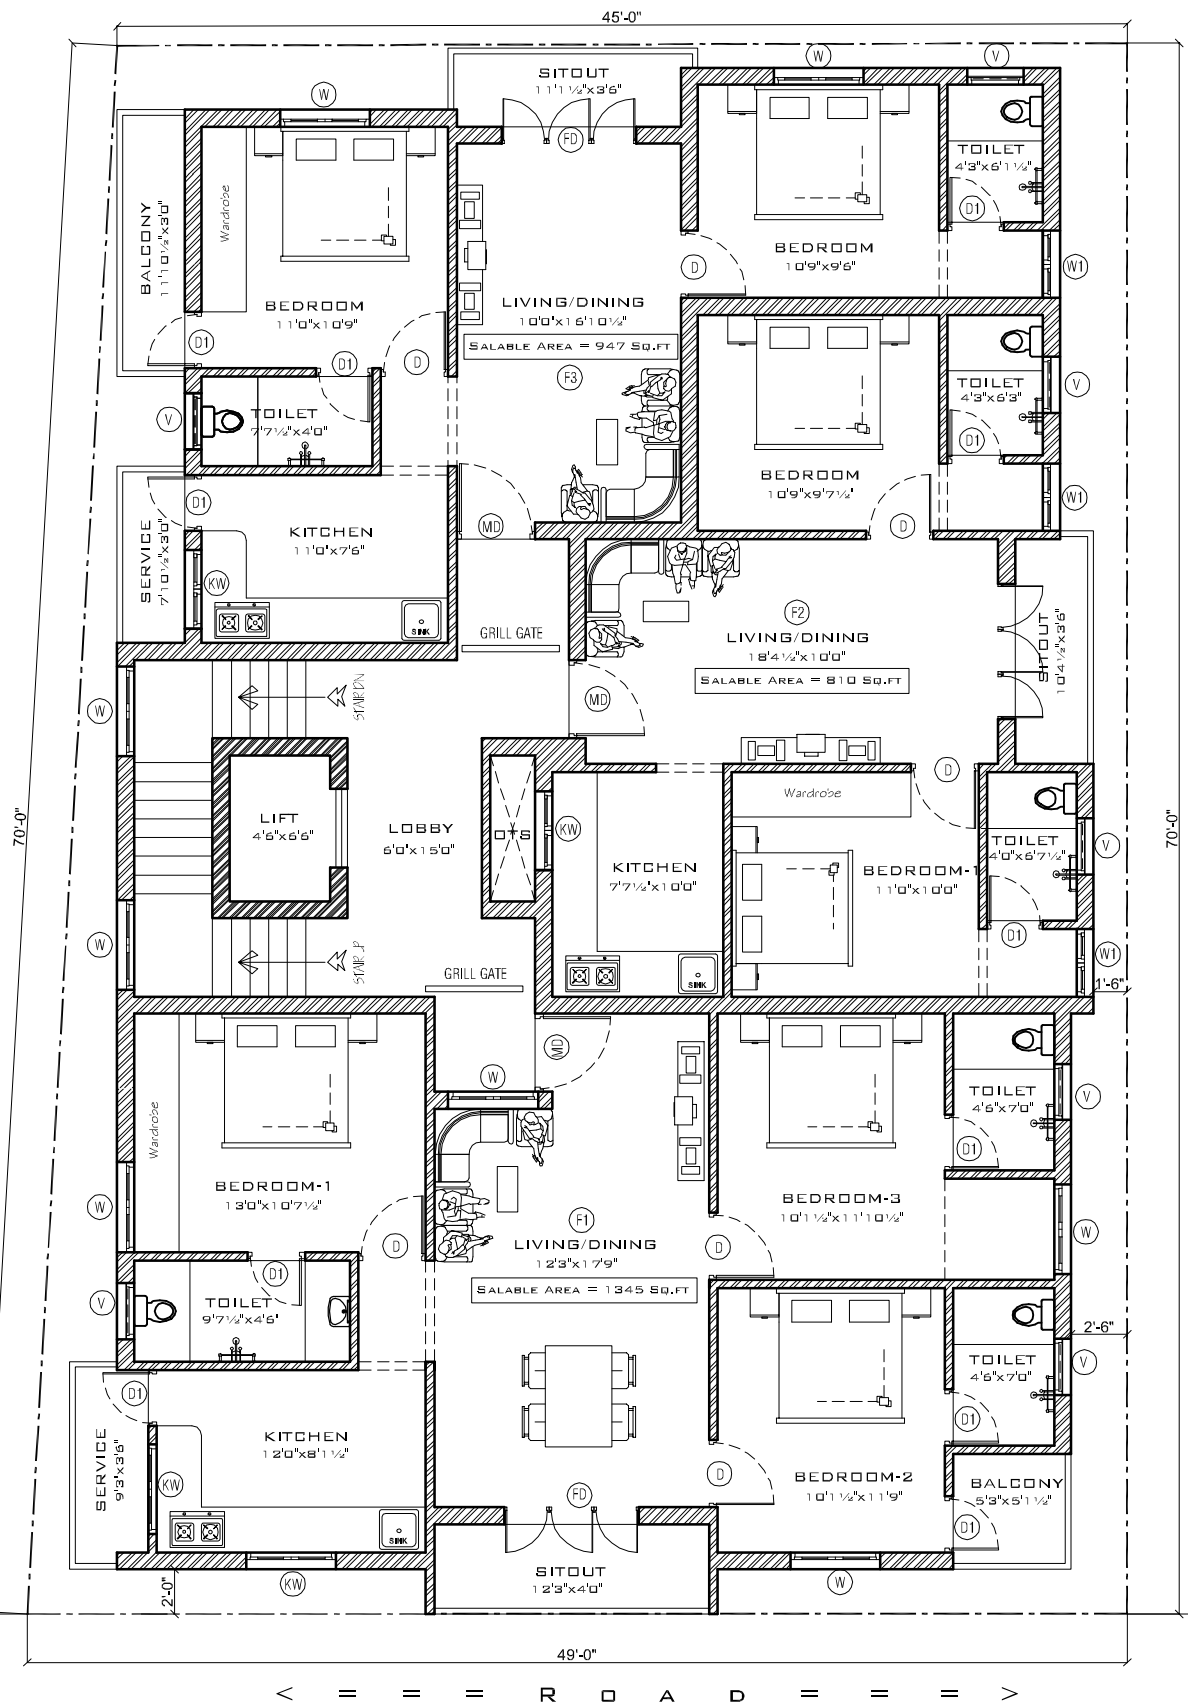 45'-0"
SITOUT
11'1½"x3'6"
W
V
W
FD
TOILET
4'3"x6'1½"
BALCONY
11'10½"x3'0"
Wardrobe
D1
BEDROOM
10'9"x9'6"
D
W1
BEDROOM
11'0"x10'9"
LIVING/DINING
10'0"x16'10½"
SALABLE AREA = 947 SQ.FT
D1
D1
D
F3
TOILET
4'3"x6'3"
V
V
TOILET
7'7½"x4'0"
D1
BEDROOM
10'9"x9'7½"
W1
D1
MD
D
KITCHEN
11'0"x7'6"
SERVICE
7'10½"x3'0"
KW
SINK
GRILL GATE
F2
LIVING/DINING
18'4½"x10'0"
SALABLE AREA = 810 SQ.FT
SITOUT
10'4½"x3'6"
STAIR DN
W
MD
D
Wardrobe
70'-0"
70'-0"
LIFT
4'6"x6'6"
LOBBY
6'0"x15'0"
OTS
KW
KITCHEN
7'7½"x10'0"
BEDROOM-1
11'0"x10'0"
TOILET
4'0"x6'7½"
V
D1
W
STAIR UP
GRILL GATE
SINK
W1
1'-6"
MD
W
Wardrobe
TOILET
4'6"x7'0"
V
D1
BEDROOM-1
13'0"x10'7½"
BEDROOM-3
10'1½"x11'10½"
W
W
F1
LIVING/DINING
12'3"x17'9"
SALABLE AREA = 1345 SQ.FT
D
D
D1
V
TOILET
9'7½"x4'6"
2'-6"
TOILET
4'6"x7'0"
V
D1
D1
KITCHEN
12'0"x8'1½"
SERVICE
9'3"x3'6"
KW
D
BEDROOM-2
10'1½"x11'9"
BALCONY
5'3"x5'1½"
FD
D1
SINK
SITOUT
12'3"x4'0"
KW
W
2'-0"
49'-0"
< = = = ROAD = = = >